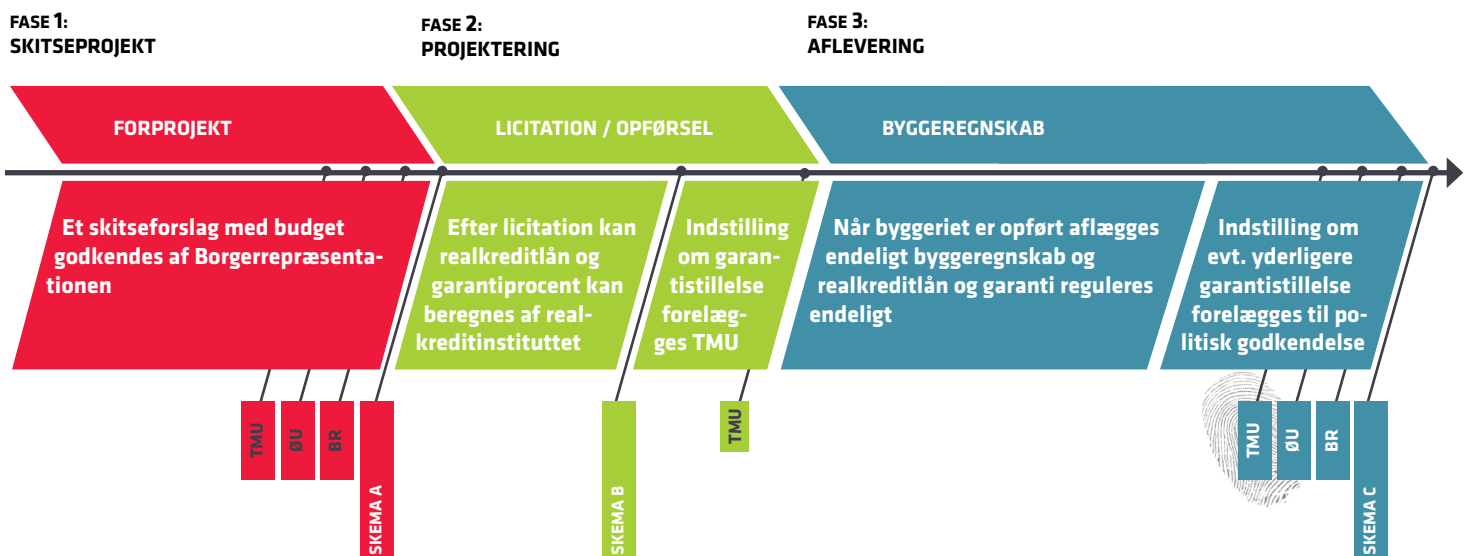 FASE 1:
SKITSEPROJEKT
FASE 2:
PROJEKTERING
FASE 3:
AFLEVERING
FORPROJEKT
LICITATION / OPFØRSEL
BYGGEREGNSKAB
Et skitseforslag med budget
godkendes af Borgerrepræsenta-
tionen
Efter licitation kan
realkreditlån og
garantiprocent kan
beregnes af real-
kreditinstituttet
Indstilling
om garan-
tistillelse
forelæg-
ges TMU
Når byggeriet er opført aflægges
endeligt byggeregnskab og
realkreditlån og garanti reguleres
endeligt
Indstilling om
evt. yderligere
garantistillelse
forelægges til po-
litisk godkendelse
TMU
ØU
BR
SKEMA A
SKEMA B
TMU
TMU
ØU
BR
SKEMA C